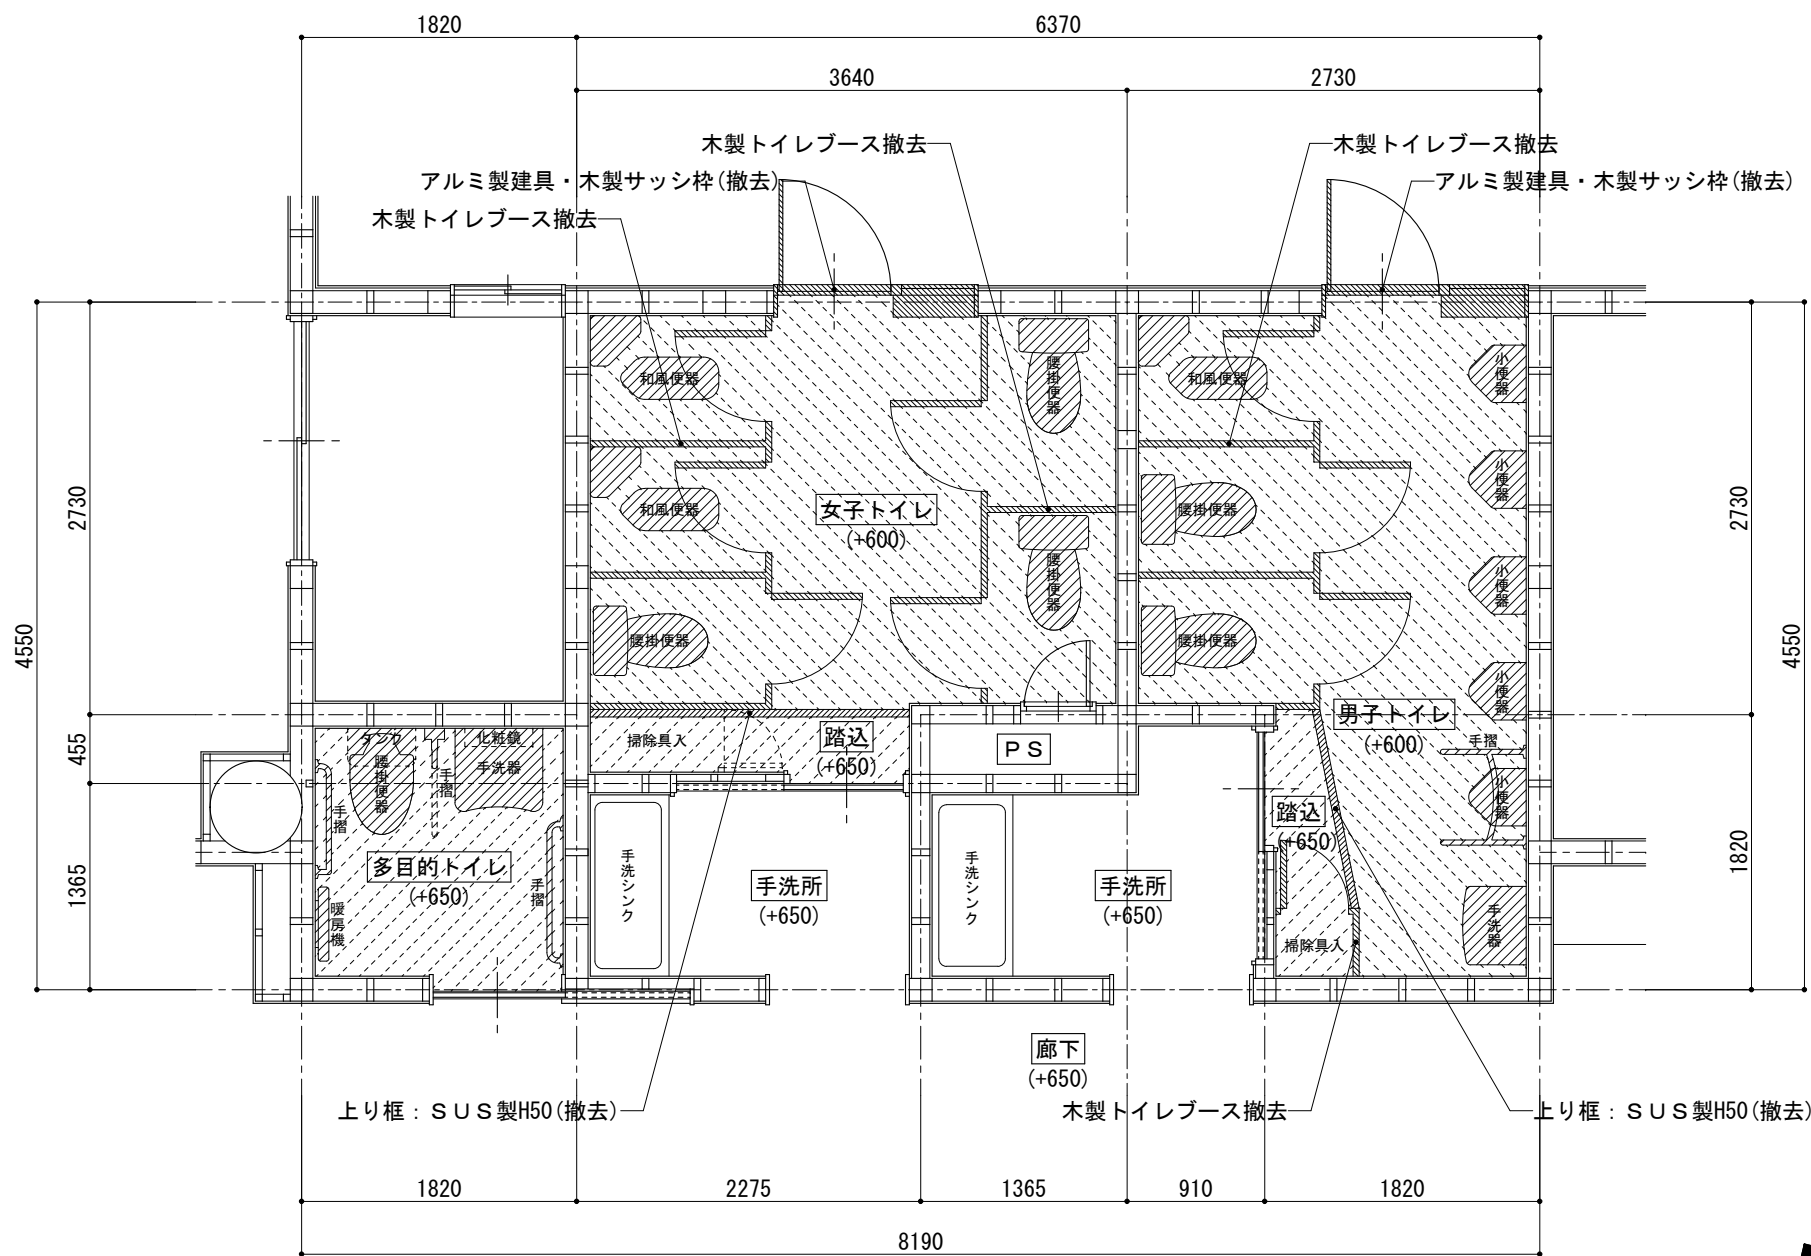 1820
6370
3640
2730
木製トイレブース撤去
木製トイレブース撤去
アルミ製建具・木製サッシ枠(撤去)
アルミ製建具・木製サッシ枠(撤去)
木製トイレブース撤去
和風便器
腰掛便器
和風便器
小便器
和風便器
女子トイレ
(+600)
腰掛便器
腰掛便器
小便器
腰掛便器
腰掛便器
小便器
小便器
2730
4550
455
1365
2730
4550
1820
タンク
腰掛便器
手摺
化粧鏡
手洗器
手摺
多目的トイレ
(+650)
手摺
暖房機
掃除具入
踏込
(+650)
PS
男子トイレ
(+600)
手摺
小便器
踏込
(+650)
手洗シンク
手洗所
(+650)
手洗シンク
手洗所
(+650)
掃除具入
手洗器
廊下
(+650)
上り框：SUS製H50(撤去)
木製トイレブース撤去
上り框：SUS製H50(撤去)
1820
2275
1365
910
1820
8190